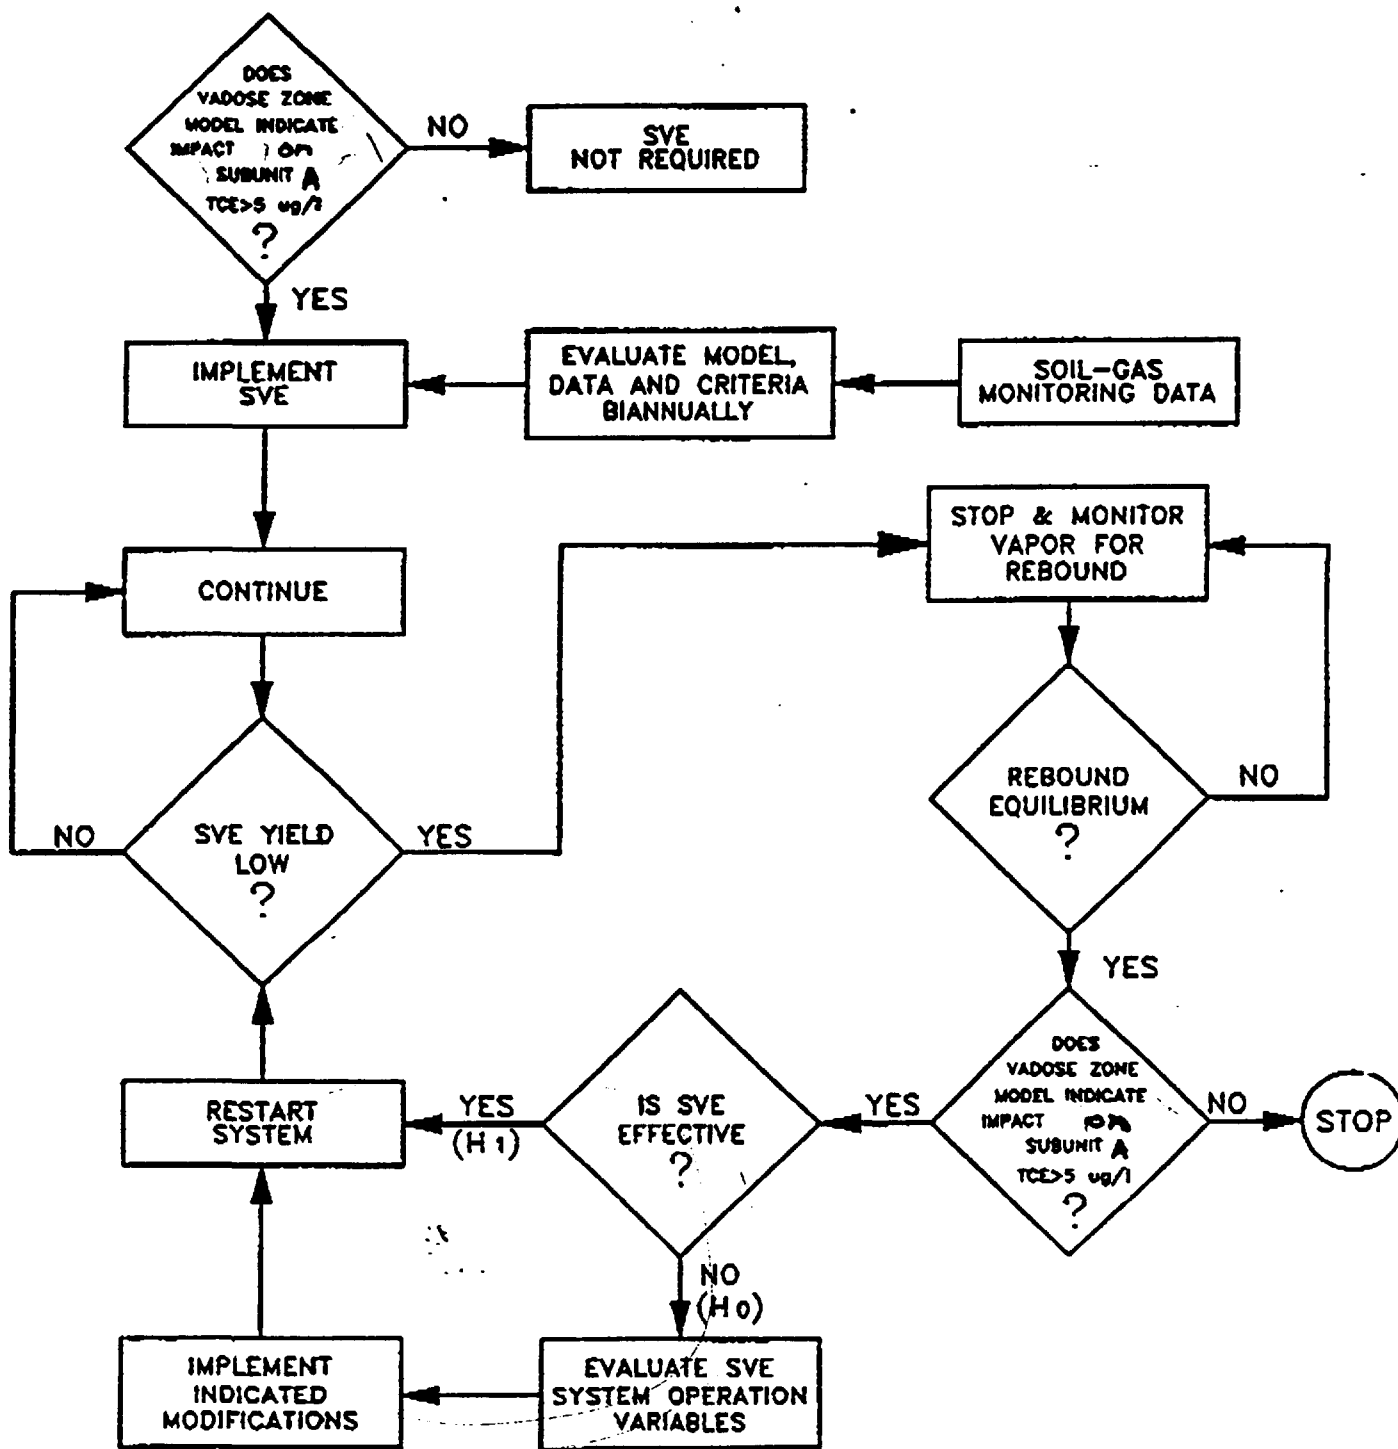 DOES
VADOSE ZONE
MODEL INDICATE
IMPACT on
SUBUNIT A
TCE>5 ug/l
?
NO
SVE
NOT REQUIRED
YES
IMPLEMENT
SVE
EVALUATE MODEL,
DATA AND CRITERIA
BIANNUALLY
SOIL-GAS
MONITORING DATA
CONTINUE
STOP & MONITOR
VAPOR FOR
REBOUND
SVE YIELD
LOW
?
NO
YES
REBOUND
EQUILIBRIUM
?
NO
YES
DOES
VADOSE ZONE
MODEL INDICATE
IMPACT on
SUBUNIT A
TCE>5 ug/l
?
NO
STOP
YES
IS SVE
EFFECTIVE
?
YES
(H1)
RESTART
SYSTEM
NO
(H0)
EVALUATE SVE
SYSTEM OPERATION
VARIABLES
IMPLEMENT
INDICATED
MODIFICATIONS